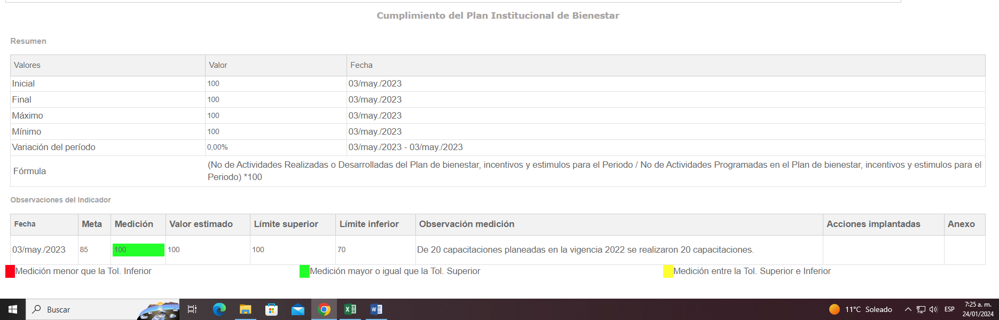 Cumplimiento del Plan Institucional de Bienestar
Resumen
Valores Valor Fecha
Inicial 100 03/may./2023
Final 100 03/may./2023
Máximo 100 03/may./2023
Mínimo 100 03/may./2023
Variación del período 0,00% 03/may./2023 - 03/may./2023
Fórmula (No de Actividades Realizadas o Desarrolladas del Plan de bienestar, incentivos y estimulos para el Periodo / No de Actividades Programadas en el Plan de bienestar, incentivos y estimulos para el
Periodo) *100
Observaciones del Indicador
Fecha Meta Medición Valor estimado Límite superior Límite inferior Observación medición Acciones implantadas Anexo
03/may./2023 85 100 100 100 70 De 20 capacitaciones planeadas en la vigencia 2022 se realizaron 20 capacitaciones.
Medición menor que la Tol. Inferior Medición mayor o igual que la Tol. Superior Medición entre la Tol. Superior e Inferior
Buscar 11°C Soleado ESP 7:25 a. m.
24/01/2024